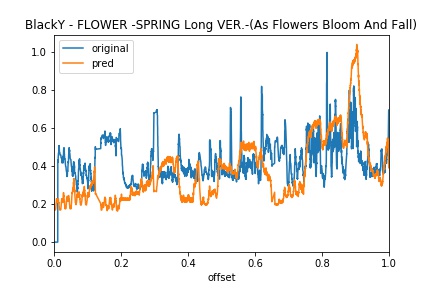 BlackY - FLOWER -SPRING Long VER.-(As Flowers Bloom And Fall)
original
pred
1.0
0.8
0.6
0.4
0.2
0.0
0.0 0.2 0.4 0.6 0.8 1.0
offset